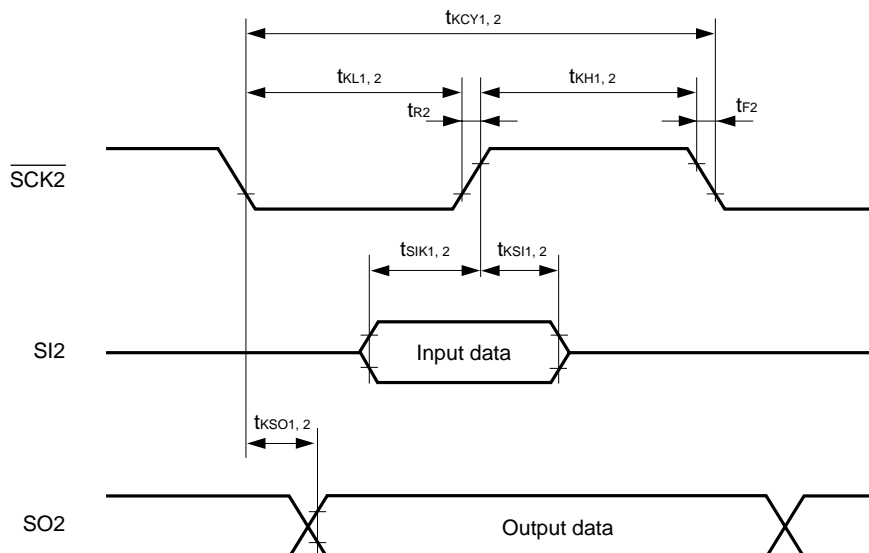 tKCY1, 2
tKL1, 2
tKH1, 2
tR2
tF2
SCK2
tSIK1, 2
tKSI1, 2
SI2
Input data
tKSO1, 2
SO2
Output data